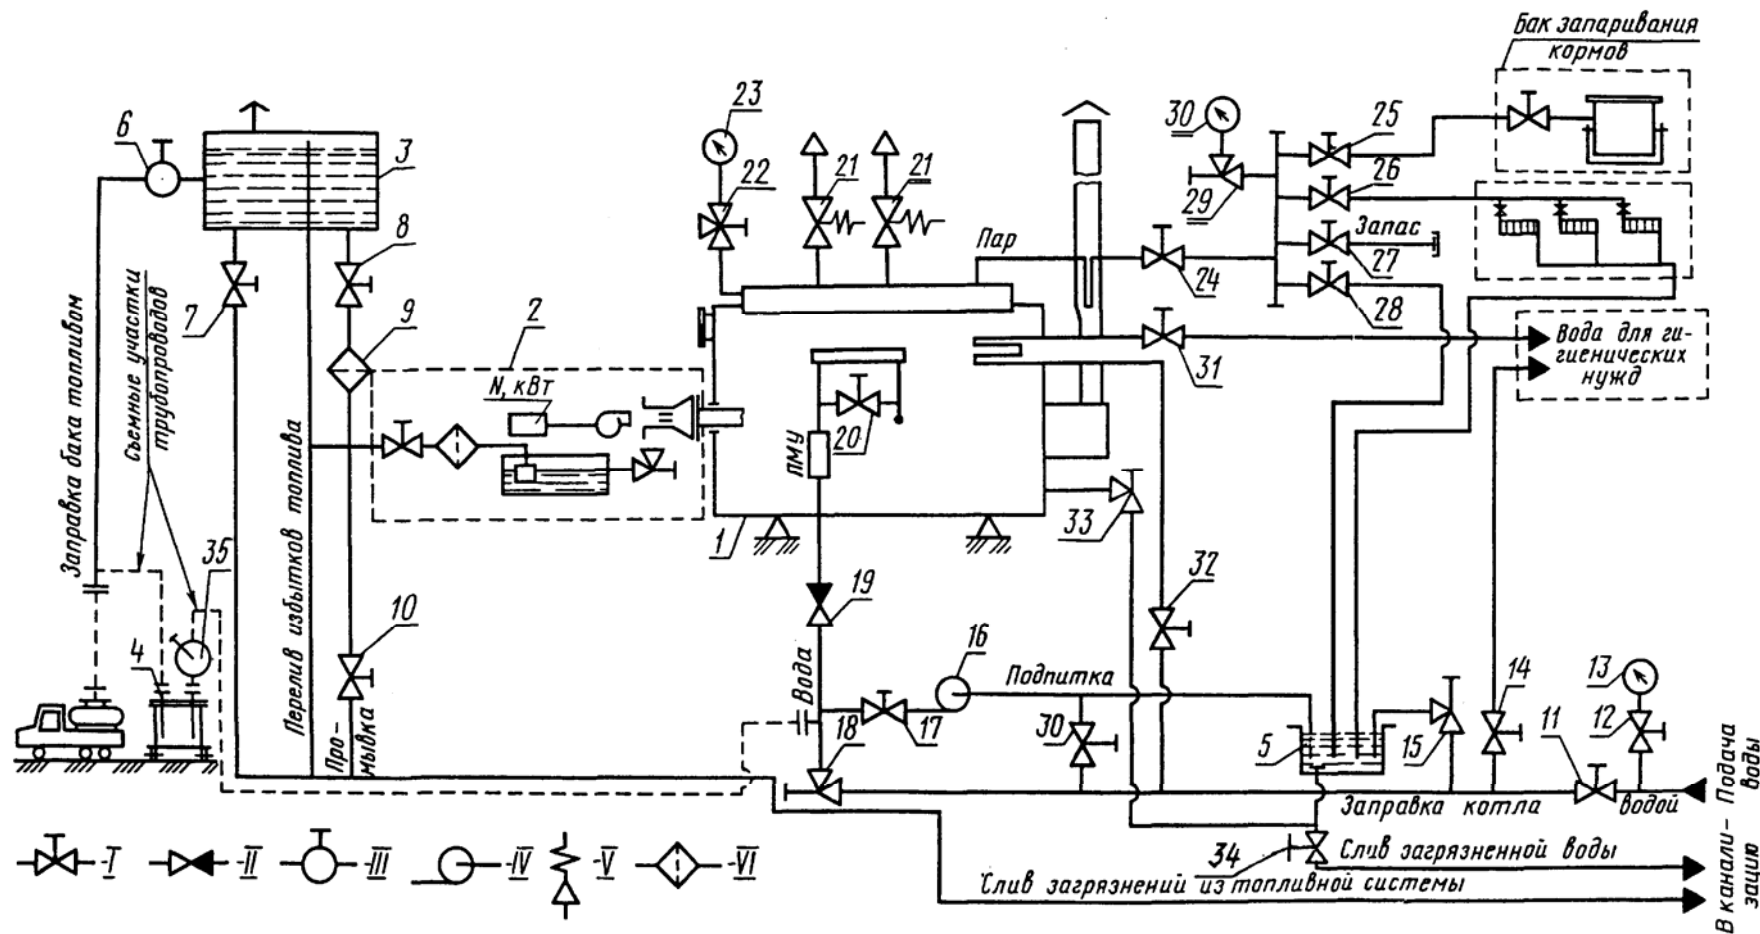 Бак запаривания
кормов
6
3
8
7
9
2
23
22
21
21
30
29
25
26
Запас
27
28
Пар
24
31
Вода для ги-
гиенических
нужд
N, кВт
20
ПМУ
1
33
32
19
Заправка бака топливом
Съемные участки
трубопроводов
Перелив избытков топлива
35
4
10
Про-
мывка
Вода
16
17
18
Подпитка
30
5
15
14
13
12
11
Заправка котла водой
Подача
воды
34
Слив загрязненной воды
Слив загрязнений из топливной системы
В канали-
зацию
-I
-II
-III
-IV
-V
-VI